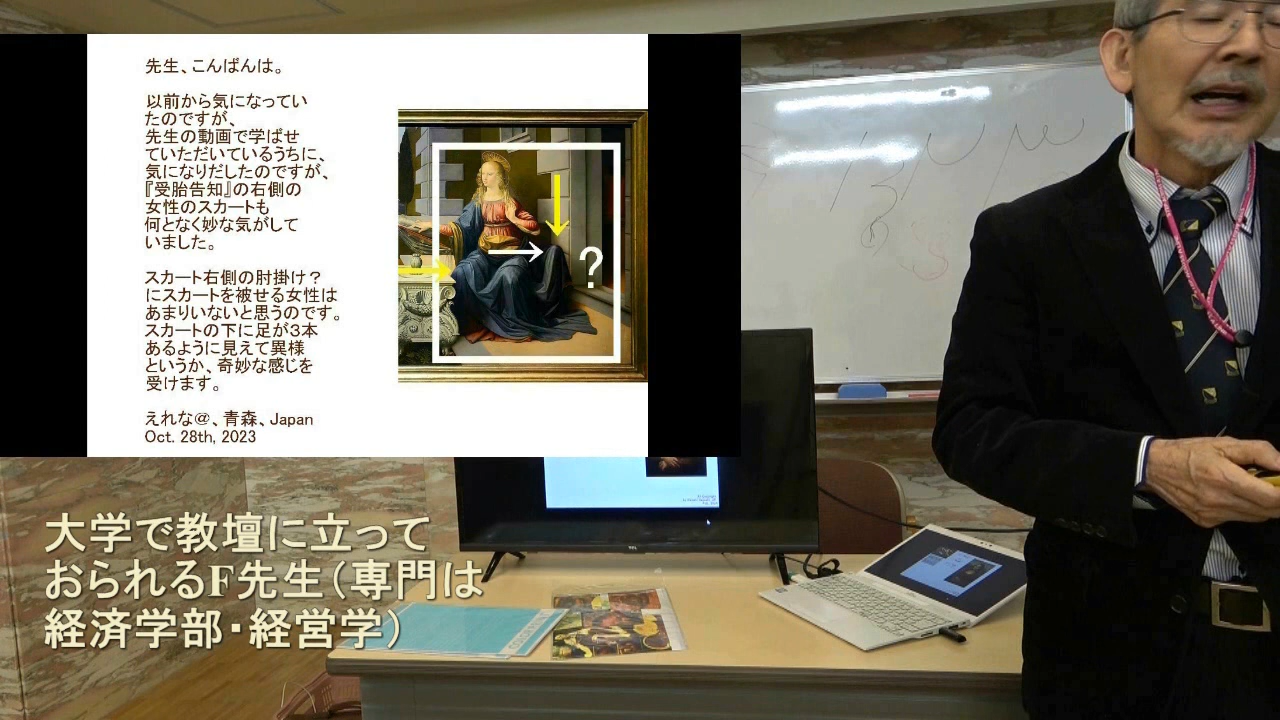 先生、こんばんは。
以前から気になってい
たのですが、
先生の動画で学ばせ
ていただいているうちに、
気になりだしたのですが、
『受胎告知』の右側の
女性のスカートも
何となく妙な気がして
いました。
スカート右側の肘掛け？
にスカートを被せる女性は
あまりいないと思うのです。
スカートの下に足が３本
あるように見えて異様
というか、奇妙な感じを
受けます。
えれな＠、青森、Japan
Oct. 28th, 2023
?
大学で教壇に立って
おられるF先生（専門は
経済学部・経営学）
TCL